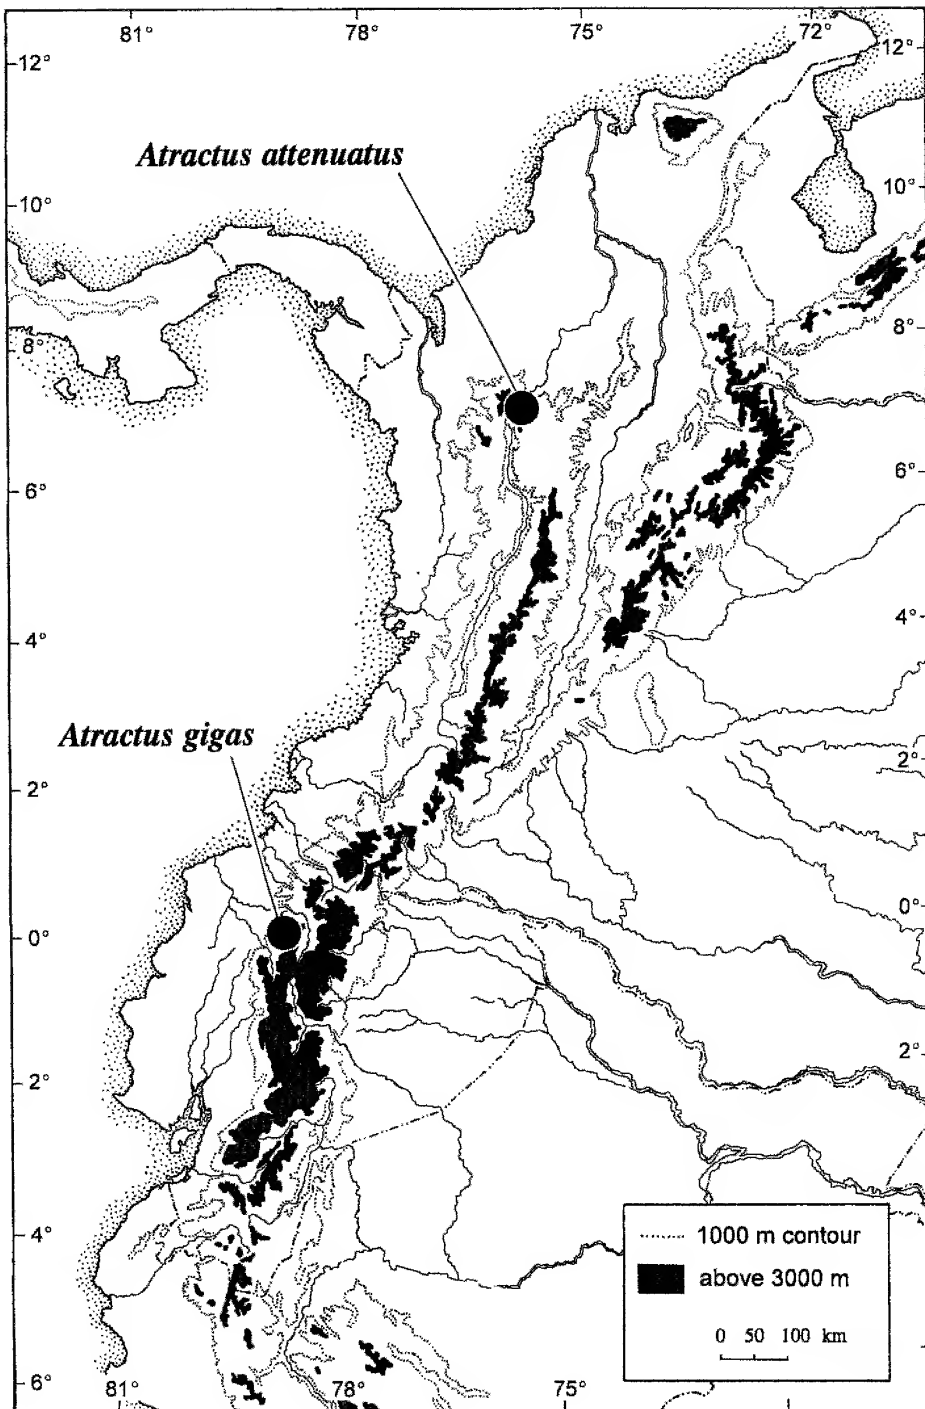 81° 78° 75° 72°
12° 12°
Atractus attenuatus
10° 10°
8° 8°
6° 6°
4° 4°
Atractus gigas
2° 2°
0° 0°
2° 2°
4°
1000 m contour
above 3000 m
0 50 100 km
6° 81° 78° 75°